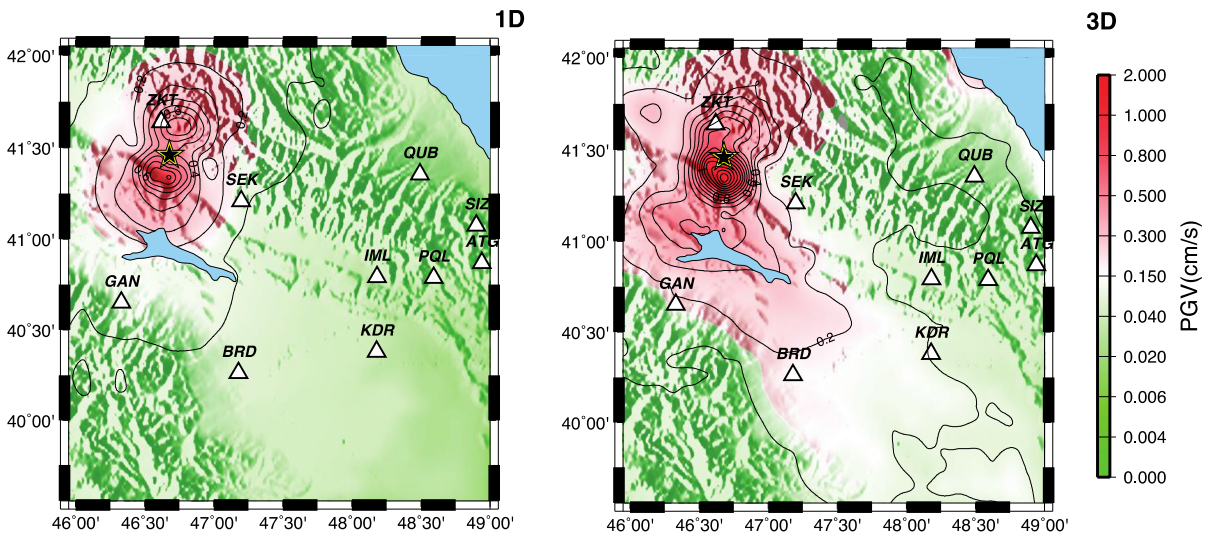 1D
3D
42°00'
41°30'
41°00'
40°30'
40°00'
46°00'
46°30'
47°00'
47°30'
48°00'
48°30'
49°00'
ZKT
QUB
SEK
SIZ
ATG
IML
PQL
GAN
KDR
BRD
42°00'
41°30'
41°00'
40°30'
40°00'
46°00'
46°30'
47°00'
47°30'
48°00'
48°30'
49°00'
ZKT
QUB
SEK
SIZ
ATG
IML
PQL
GAN
KDR
BRD
0.2
2.000
1.000
0.800
0.500
0.300
0.150
0.040
0.020
0.006
0.004
0.000
PGV(cm/s)